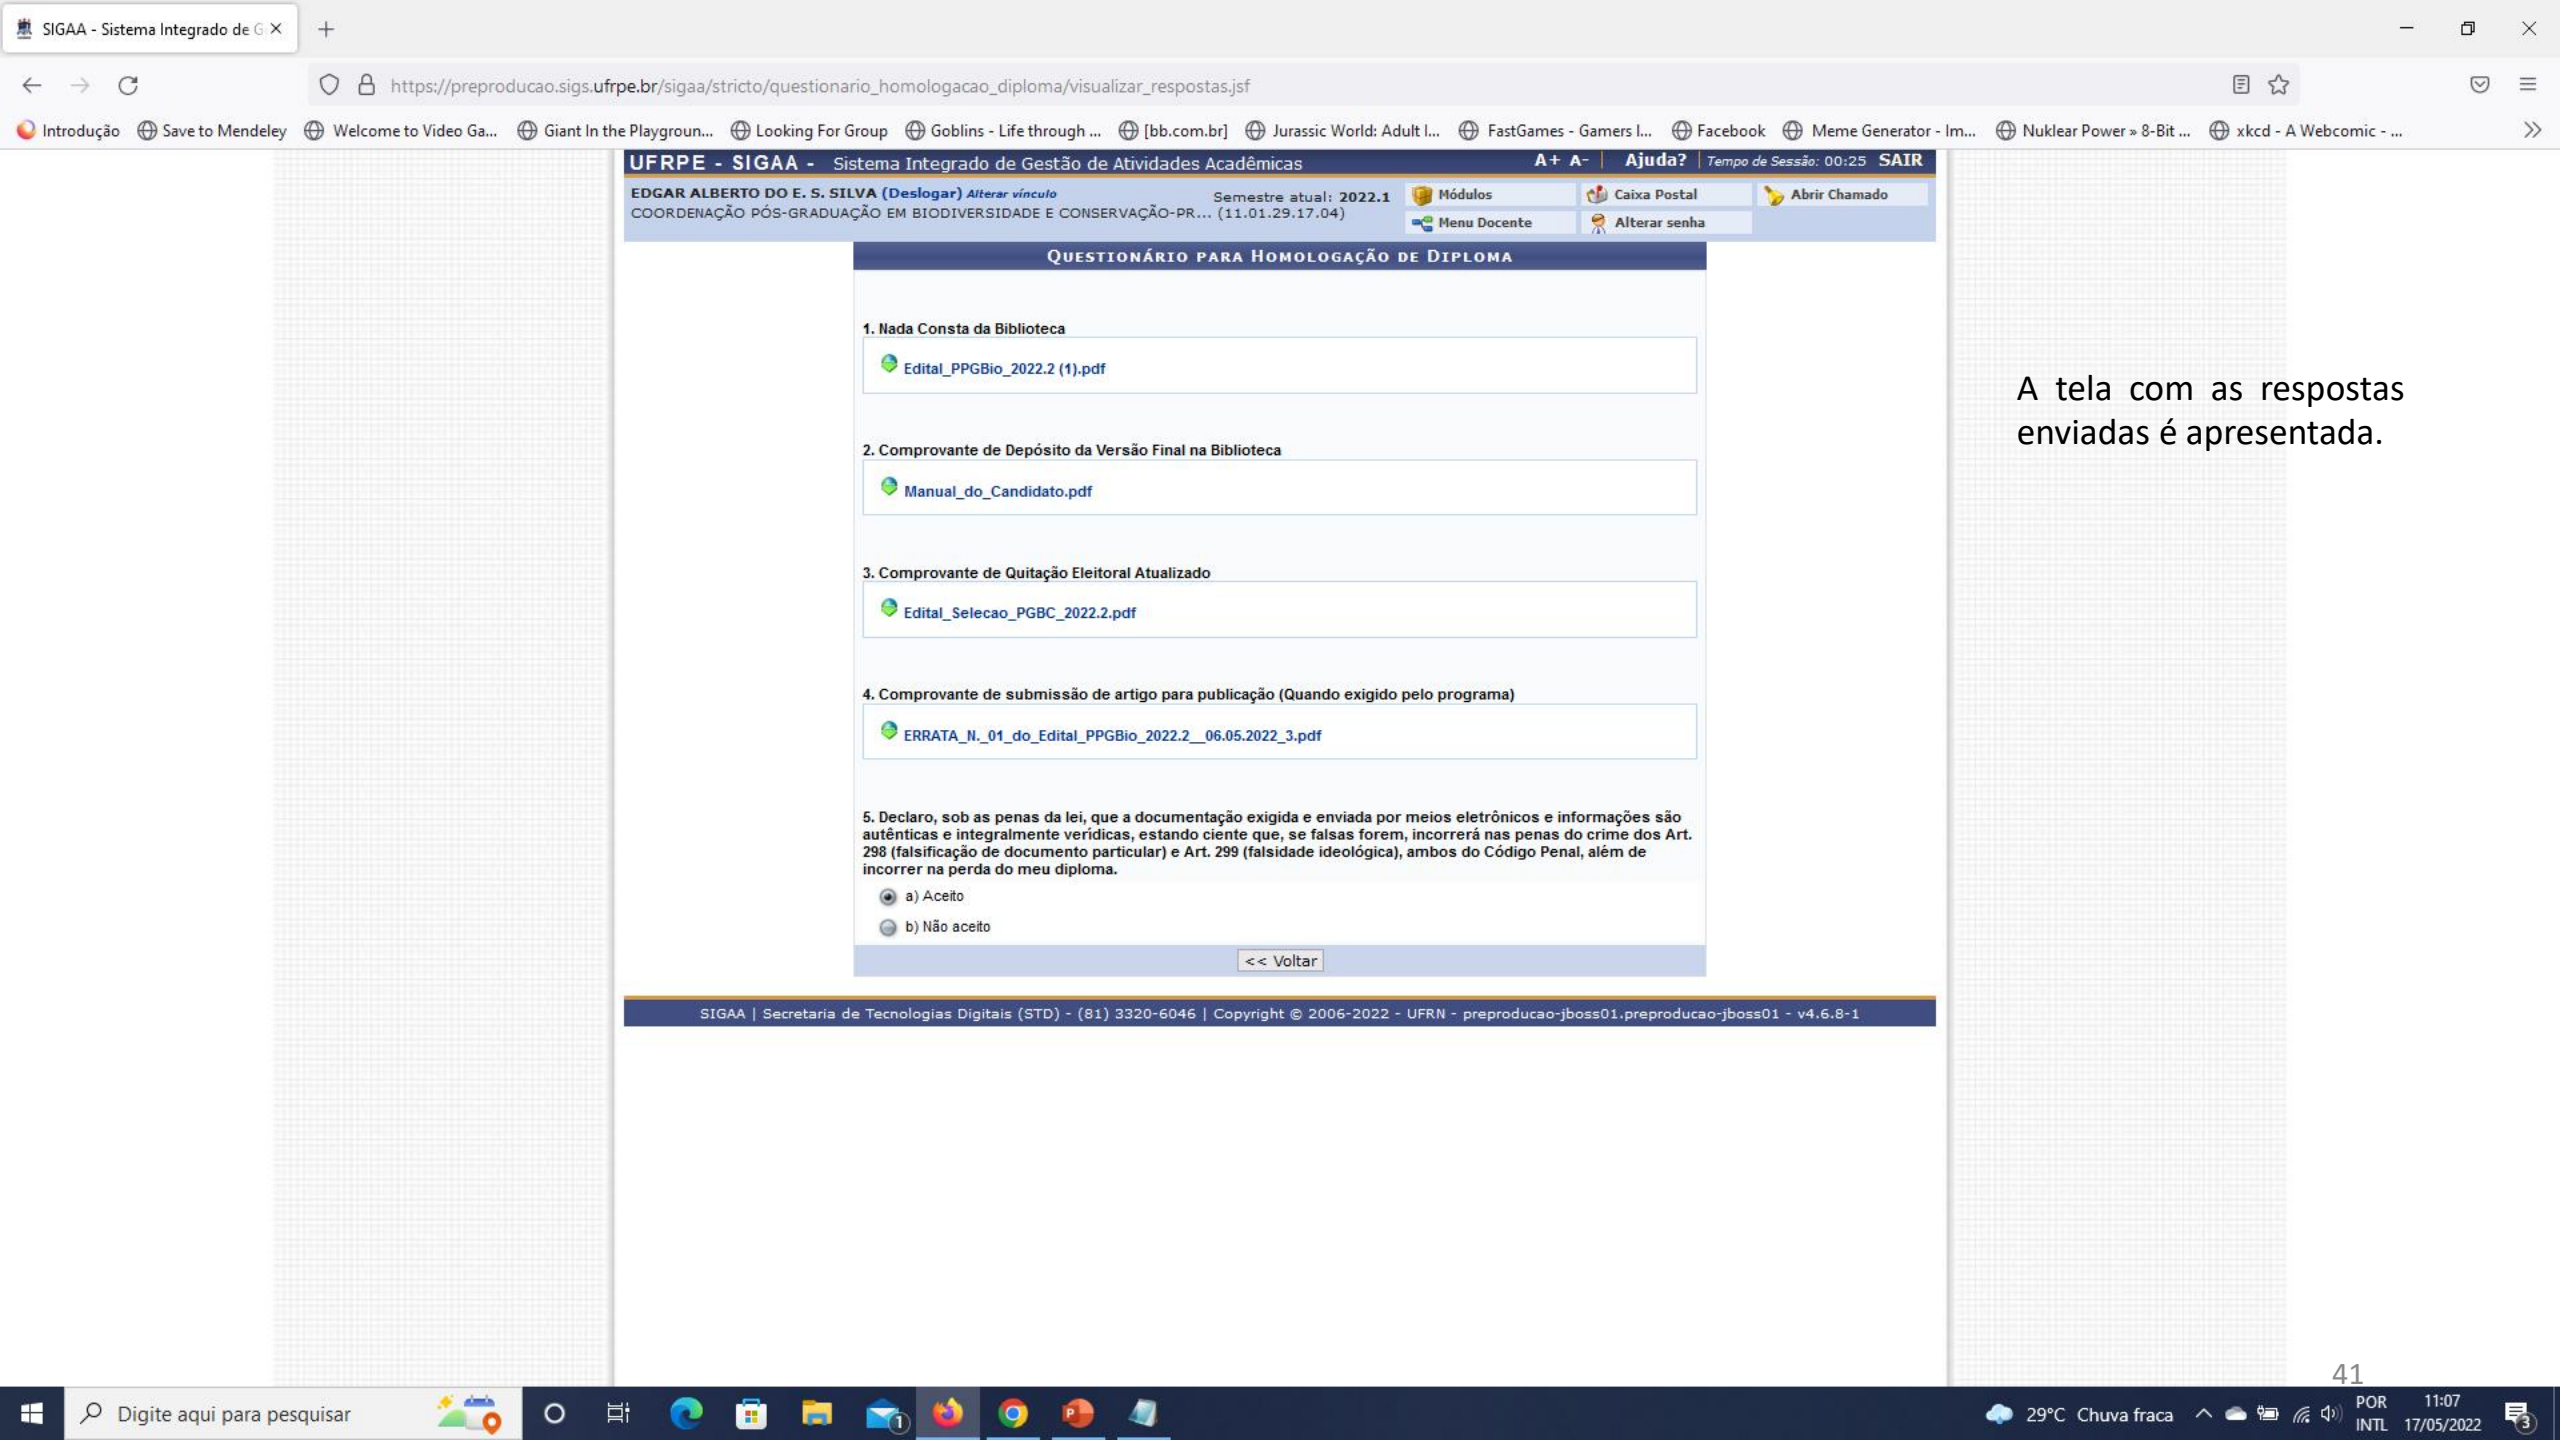 SIGAA - Sistema Integrado de G
https://preproducao.sigs.ufrpe.br/sigaa/stricto/questionario_homologacao_diploma/visualizar_respostas.jsf
Introdução Save to Mendeley Welcome to Video Ga... Giant In the Playgroun... Looking For Group Goblins - Life through ... [bb.com.br] Jurassic World: Adult I... FastGames - Gamers l... Facebook Meme Generator - Im... Nuklear Power » 8-Bit ... xkcd - A Webcomic - ...
UFRPE - SIGAA - Sistema Integrado de Gestão de Atividades Acadêmicas A+ A- | Ajuda? | Tempo de Sessão: 00:25 SAIR
EDGAR ALBERTO DO E. S. SILVA (Deslogar) Alterar vínculo Semestre atual: 2022.1 Módulos Caixa Postal Abrir Chamado
COORDENAÇÃO PÓS-GRADUAÇÃO EM BIODIVERSIDADE E CONSERVAÇÃO-PR... (11.01.29.17.04)
Menu Docente Alterar senha
QUESTIONÁRIO PARA HOMOLOGAÇÃO DE DIPLOMA
1. Nada Consta da Biblioteca
Edital_PPGBio_2022.2 (1).pdf
A tela com as respostas
enviadas é apresentada.
2. Comprovante de Depósito da Versão Final na Biblioteca
Manual_do_Candidato.pdf
3. Comprovante de Quitação Eleitoral Atualizado
Edital_Selecao_PGBC_2022.2.pdf
4. Comprovante de submissão de artigo para publicação (Quando exigido pelo programa)
ERRATA_N._01_do_Edital_PPGBio_2022.2__06.05.2022_3.pdf
5. Declaro, sob as penas da lei, que a documentação exigida e enviada por meios eletrônicos e informações são
autênticas e integralmente verídicas, estando ciente que, se falsas forem, incorrerá nas penas do crime dos Art.
298 (falsificação de documento particular) e Art. 299 (falsidade ideológica), ambos do Código Penal, além de
incorrer na perda do meu diploma.
a) Aceito
b) Não aceito
<< Voltar
SIGAA | Secretaria de Tecnologias Digitais (STD) - (81) 3320-6046 | Copyright © 2006-2022 - UFRN - preproducao-jboss01.preproducao-jboss01 - v4.6.8-1
41
Digite aqui para pesquisar
1
29°C Chuva fraca
POR
INTL
11:07
17/05/2022
3